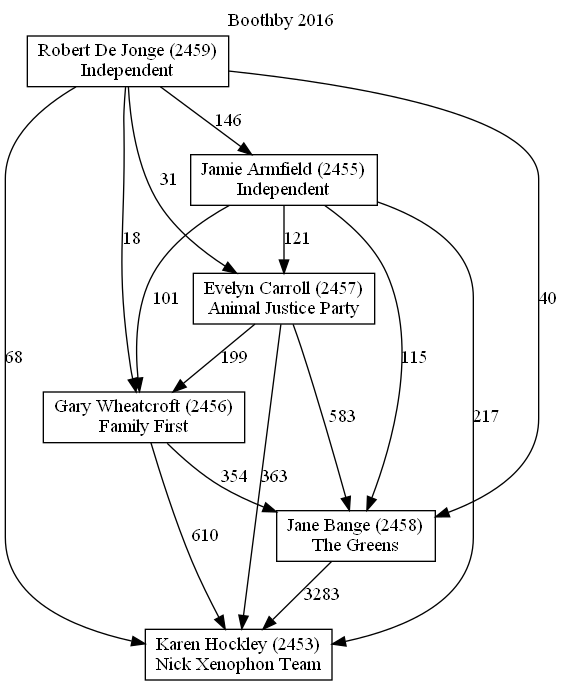 Boothby 2016
Robert De Jonge (2459)
Independent
146
Jamie Armfield (2455)
Independent
31
18
121
101
Evelyn Carroll (2457)
Animal Justice Party
40
68
199
115
Gary Wheatcroft (2456)
Family First
583
217
354
363
Jane Bange (2458)
The Greens
610
3283
Karen Hockley (2453)
Nick Xenophon Team